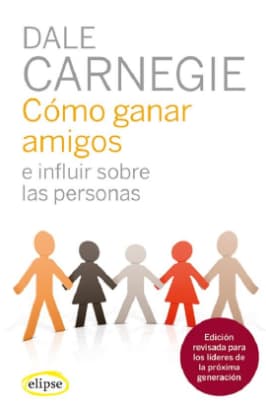 DALE
CARNEGIE
Cómo ganar
amigos
e influir sobre
las personas
Edición
revisada para
los líderes de
la próxima
generación
elipse